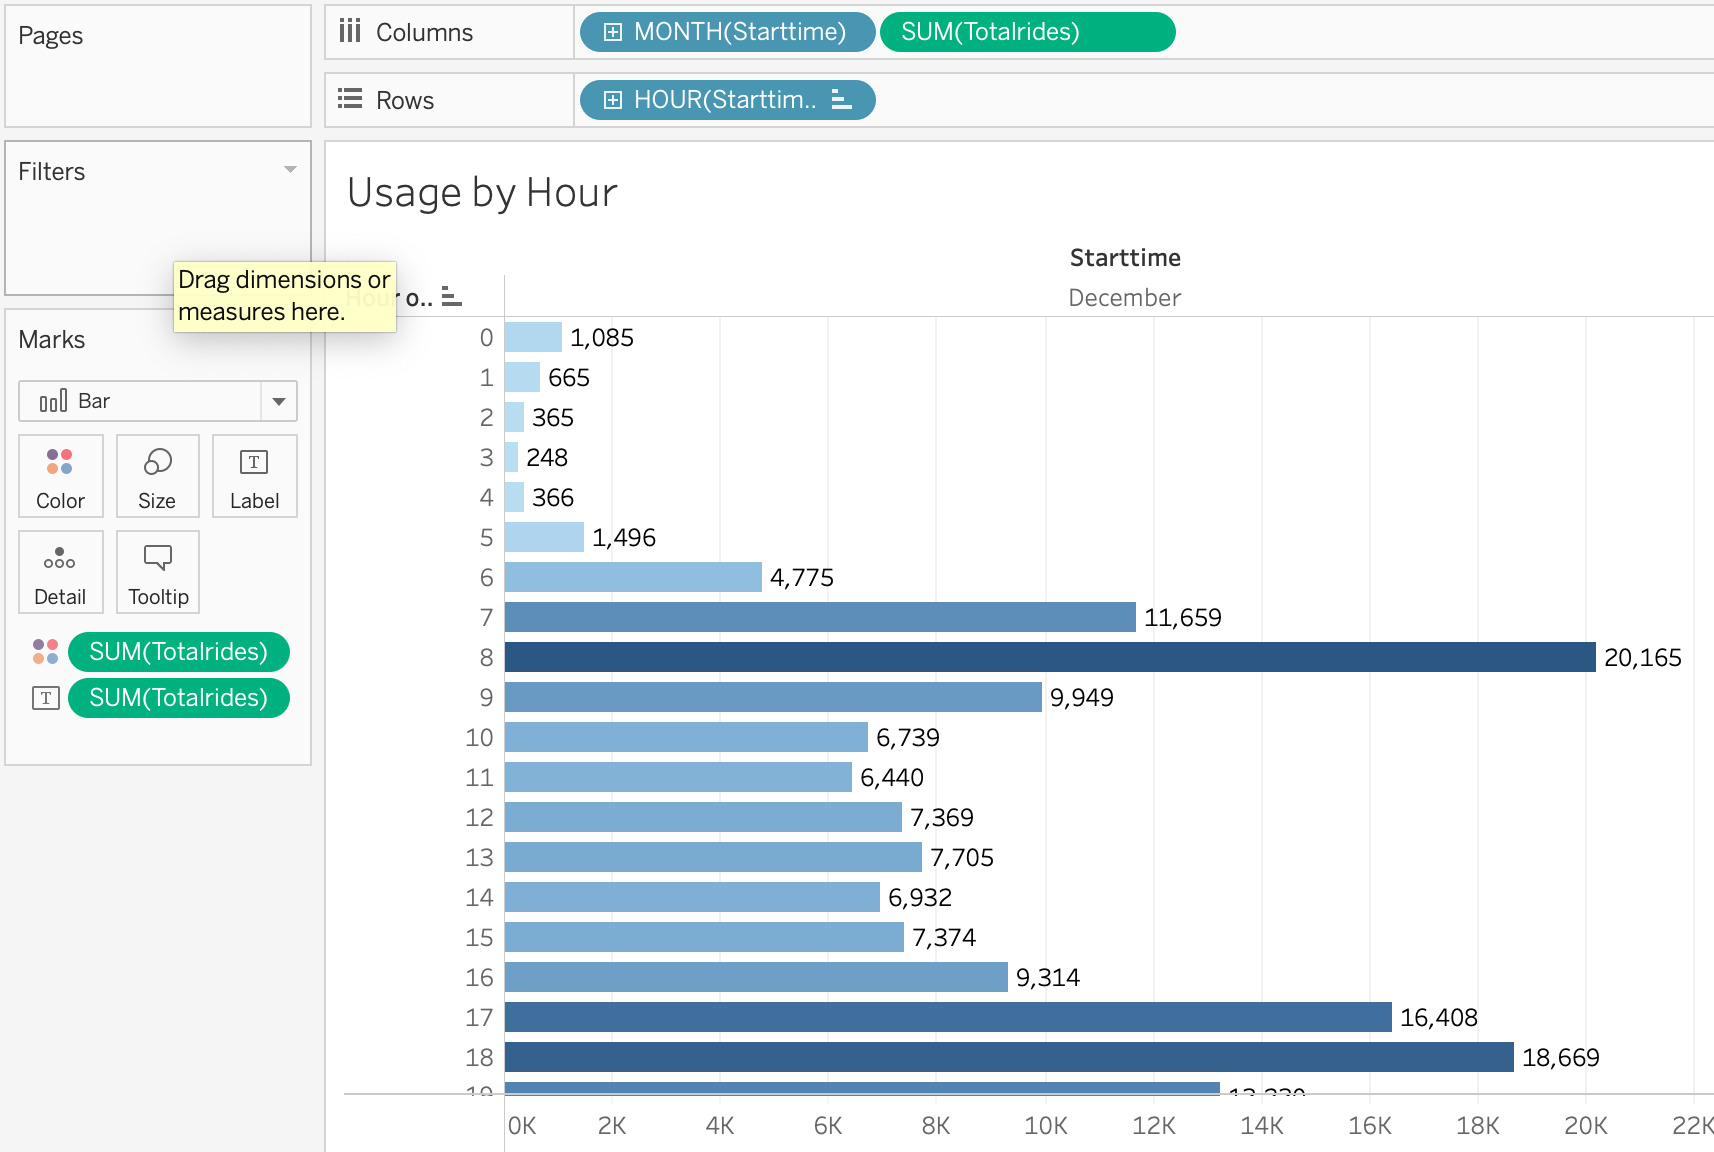 Pages
Columns
MONTH(Starttime)
SUM(Totalrides)
Rows
HOUR(Starttim..
Filters
Drag dimensions or
measures here.
Marks
Bar
Color
Size
Label
Detail
Tooltip
SUM(Totalrides)
SUM(Totalrides)
Usage by Hour
Starttime
Hour o..
December
0 1,085
1 665
2 365
3 248
4 366
5 1,496
6 4,775
7 11,659
8 20,165
9 9,949
10 6,739
11 6,440
12 7,369
13 7,705
14 6,932
15 7,374
16 9,314
17 16,408
18 18,669
19
0K 2K 4K 6K 8K 10K 12K 14K 16K 18K 20K 22K